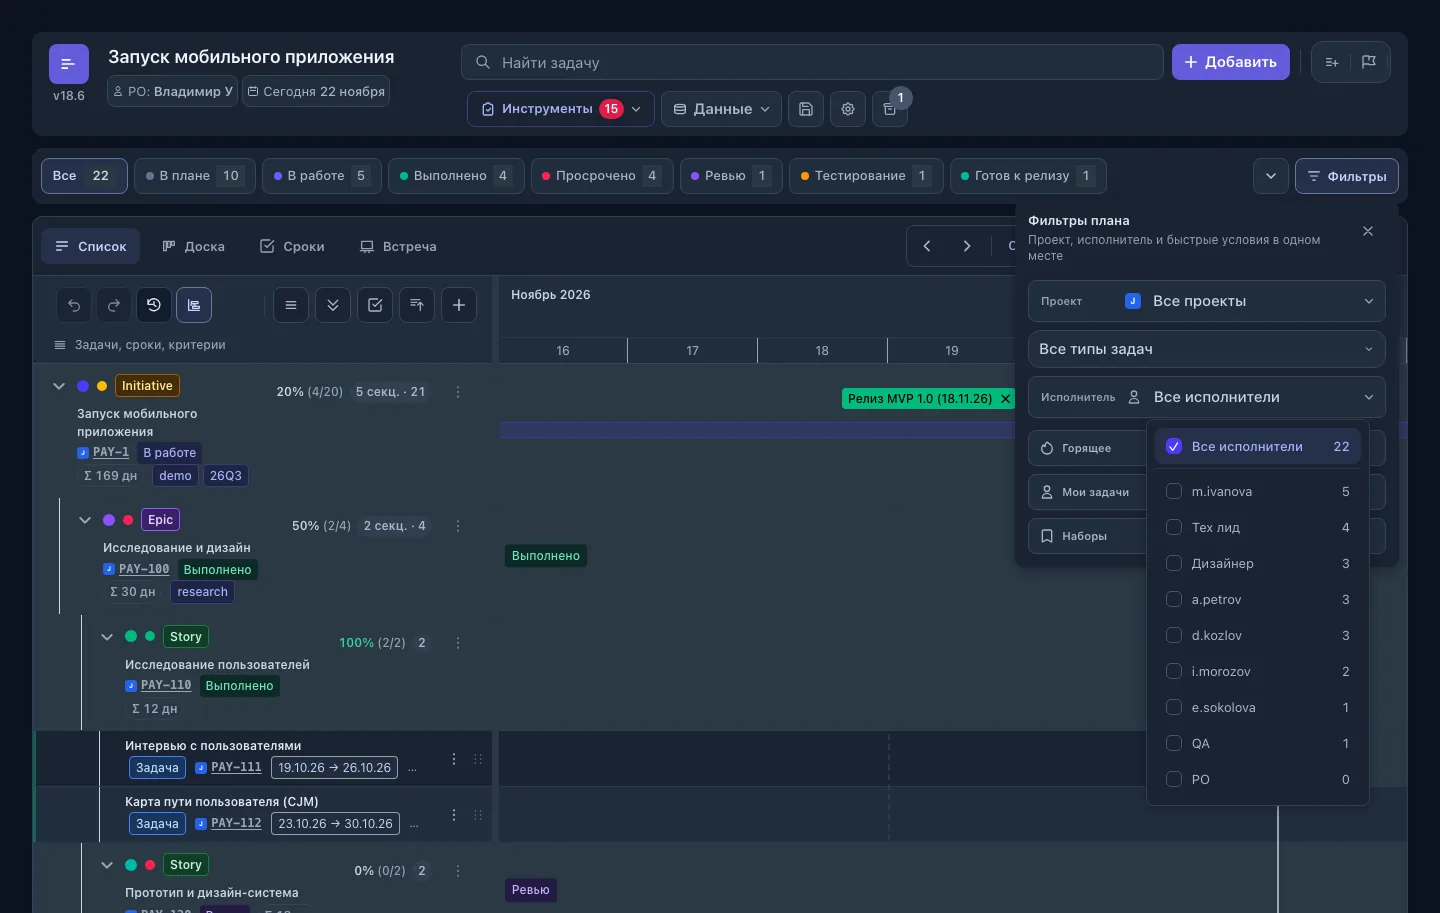 Запуск мобильного приложения
v18.6
PO: Владимир У
Сегодня 22 ноября
Найти задачу
Добавить
Инструменты 15
Данные
1
Все 22
В плане 10
В работе 5
Выполнено 4
Просрочено 4
Ревью 1
Тестирование 1
Готов к релизу 1
Фильтры
Список
Доска
Сроки
Встреча
Задачи, сроки, критерии
Ноябрь 2026
16
17
18
19
Initiative
20% (4/20) 5 секц. · 21
Запуск мобильного
приложения
PAY-1 В работе
Σ 169 дн demo 26Q3
Релиз MVP 1.0 (18.11.26) ✕
Epic
50% (2/4) 2 секц. · 4
Исследование и дизайн
PAY-100 Выполнено
Σ 30 дн research
Выполнено
Story
100% (2/2) 2
Исследование пользователей
PAY-110 Выполнено
Σ 12 дн
Интервью с пользователями
Задача PAY-111 19.10.26 → 26.10.26 ...
Карта пути пользователя (CJM)
Задача PAY-112 23.10.26 → 30.10.26 ...
Story
0% (0/2) 2
Прототип и дизайн-система
Ревью
Фильтры плана
Проект, исполнитель и быстрые условия в одном
месте
Проект Все проекты
Все типы задач
Исполнитель Все исполнители
Горящее
Мои задачи
Наборы
Все исполнители 22
m.ivanova 5
Тех лид 4
Дизайнер 3
a.petrov 3
d.kozlov 3
i.morozov 2
e.sokolova 1
QA 1
PO 0